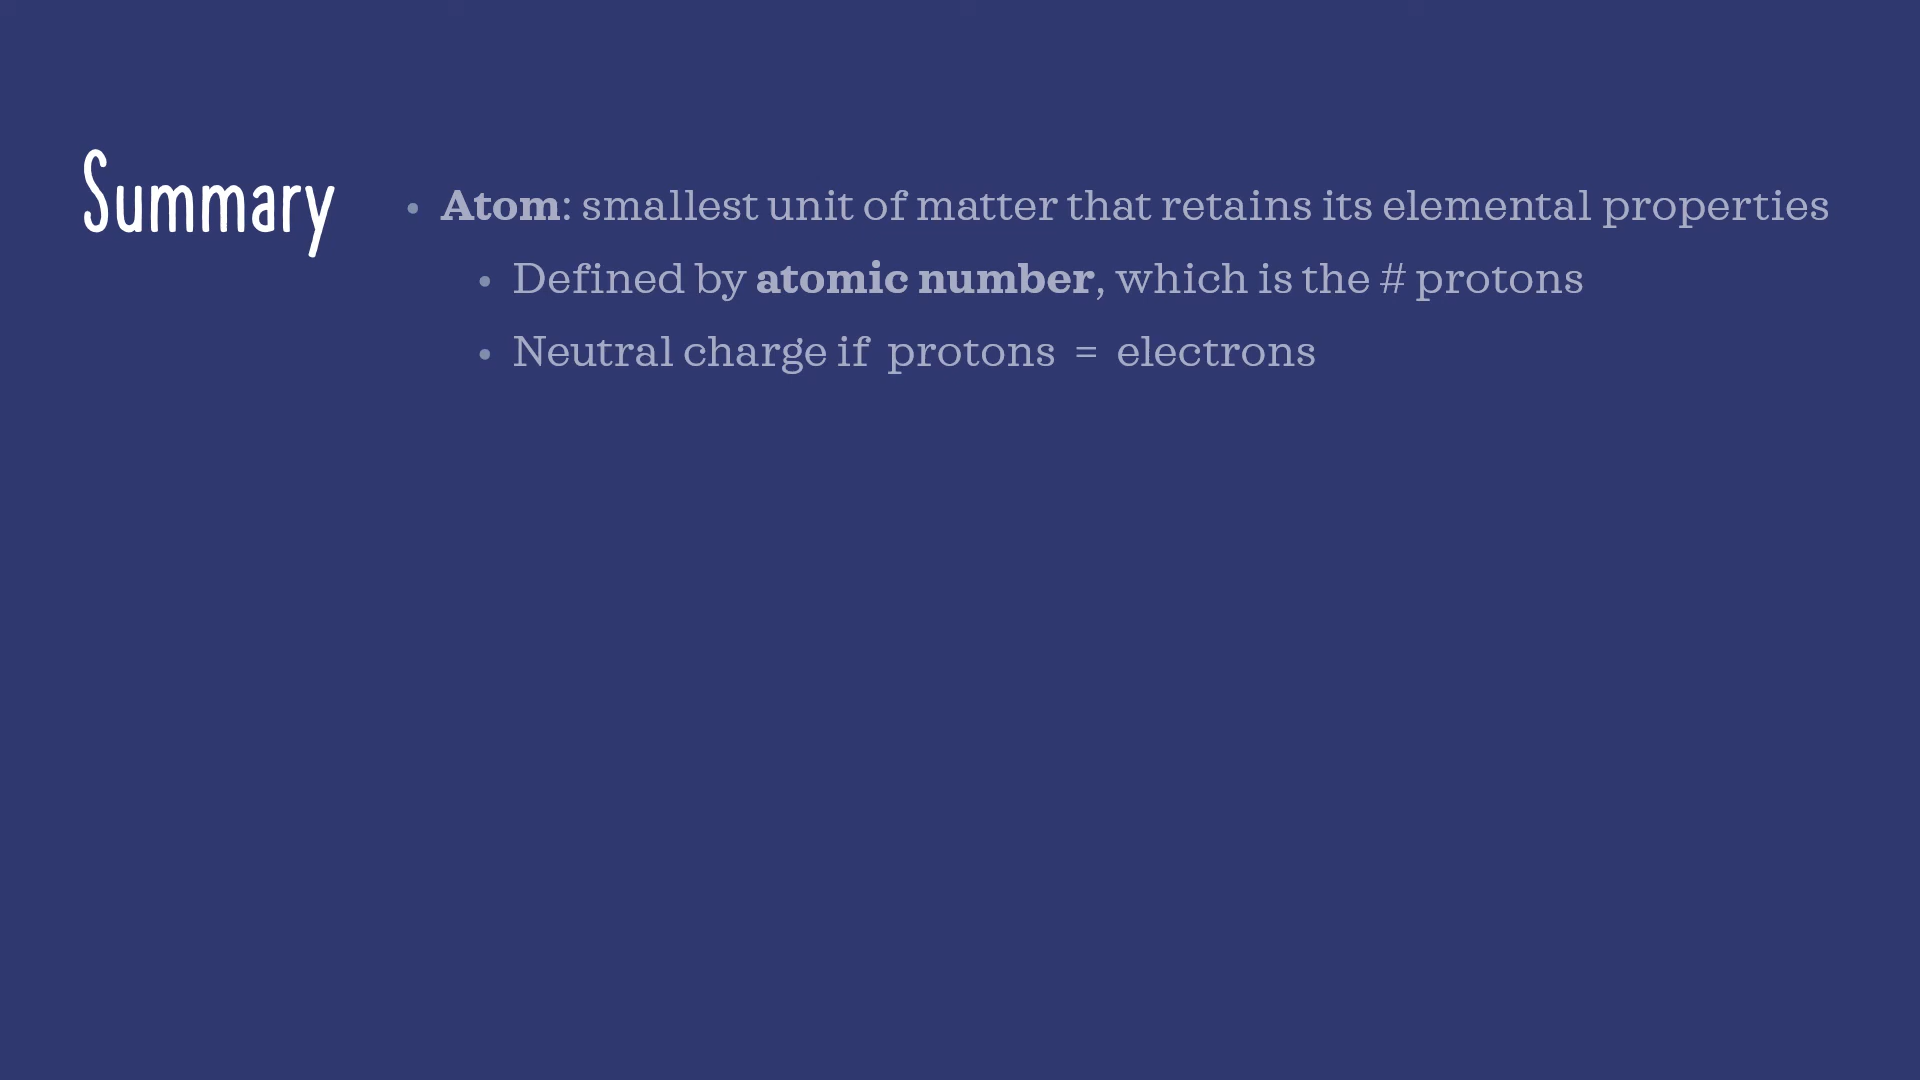 Summary
• Atom: smallest unit of matter that retains its elemental properties
• Defined by atomic number, which is the # protons
• Neutral charge if protons = electrons